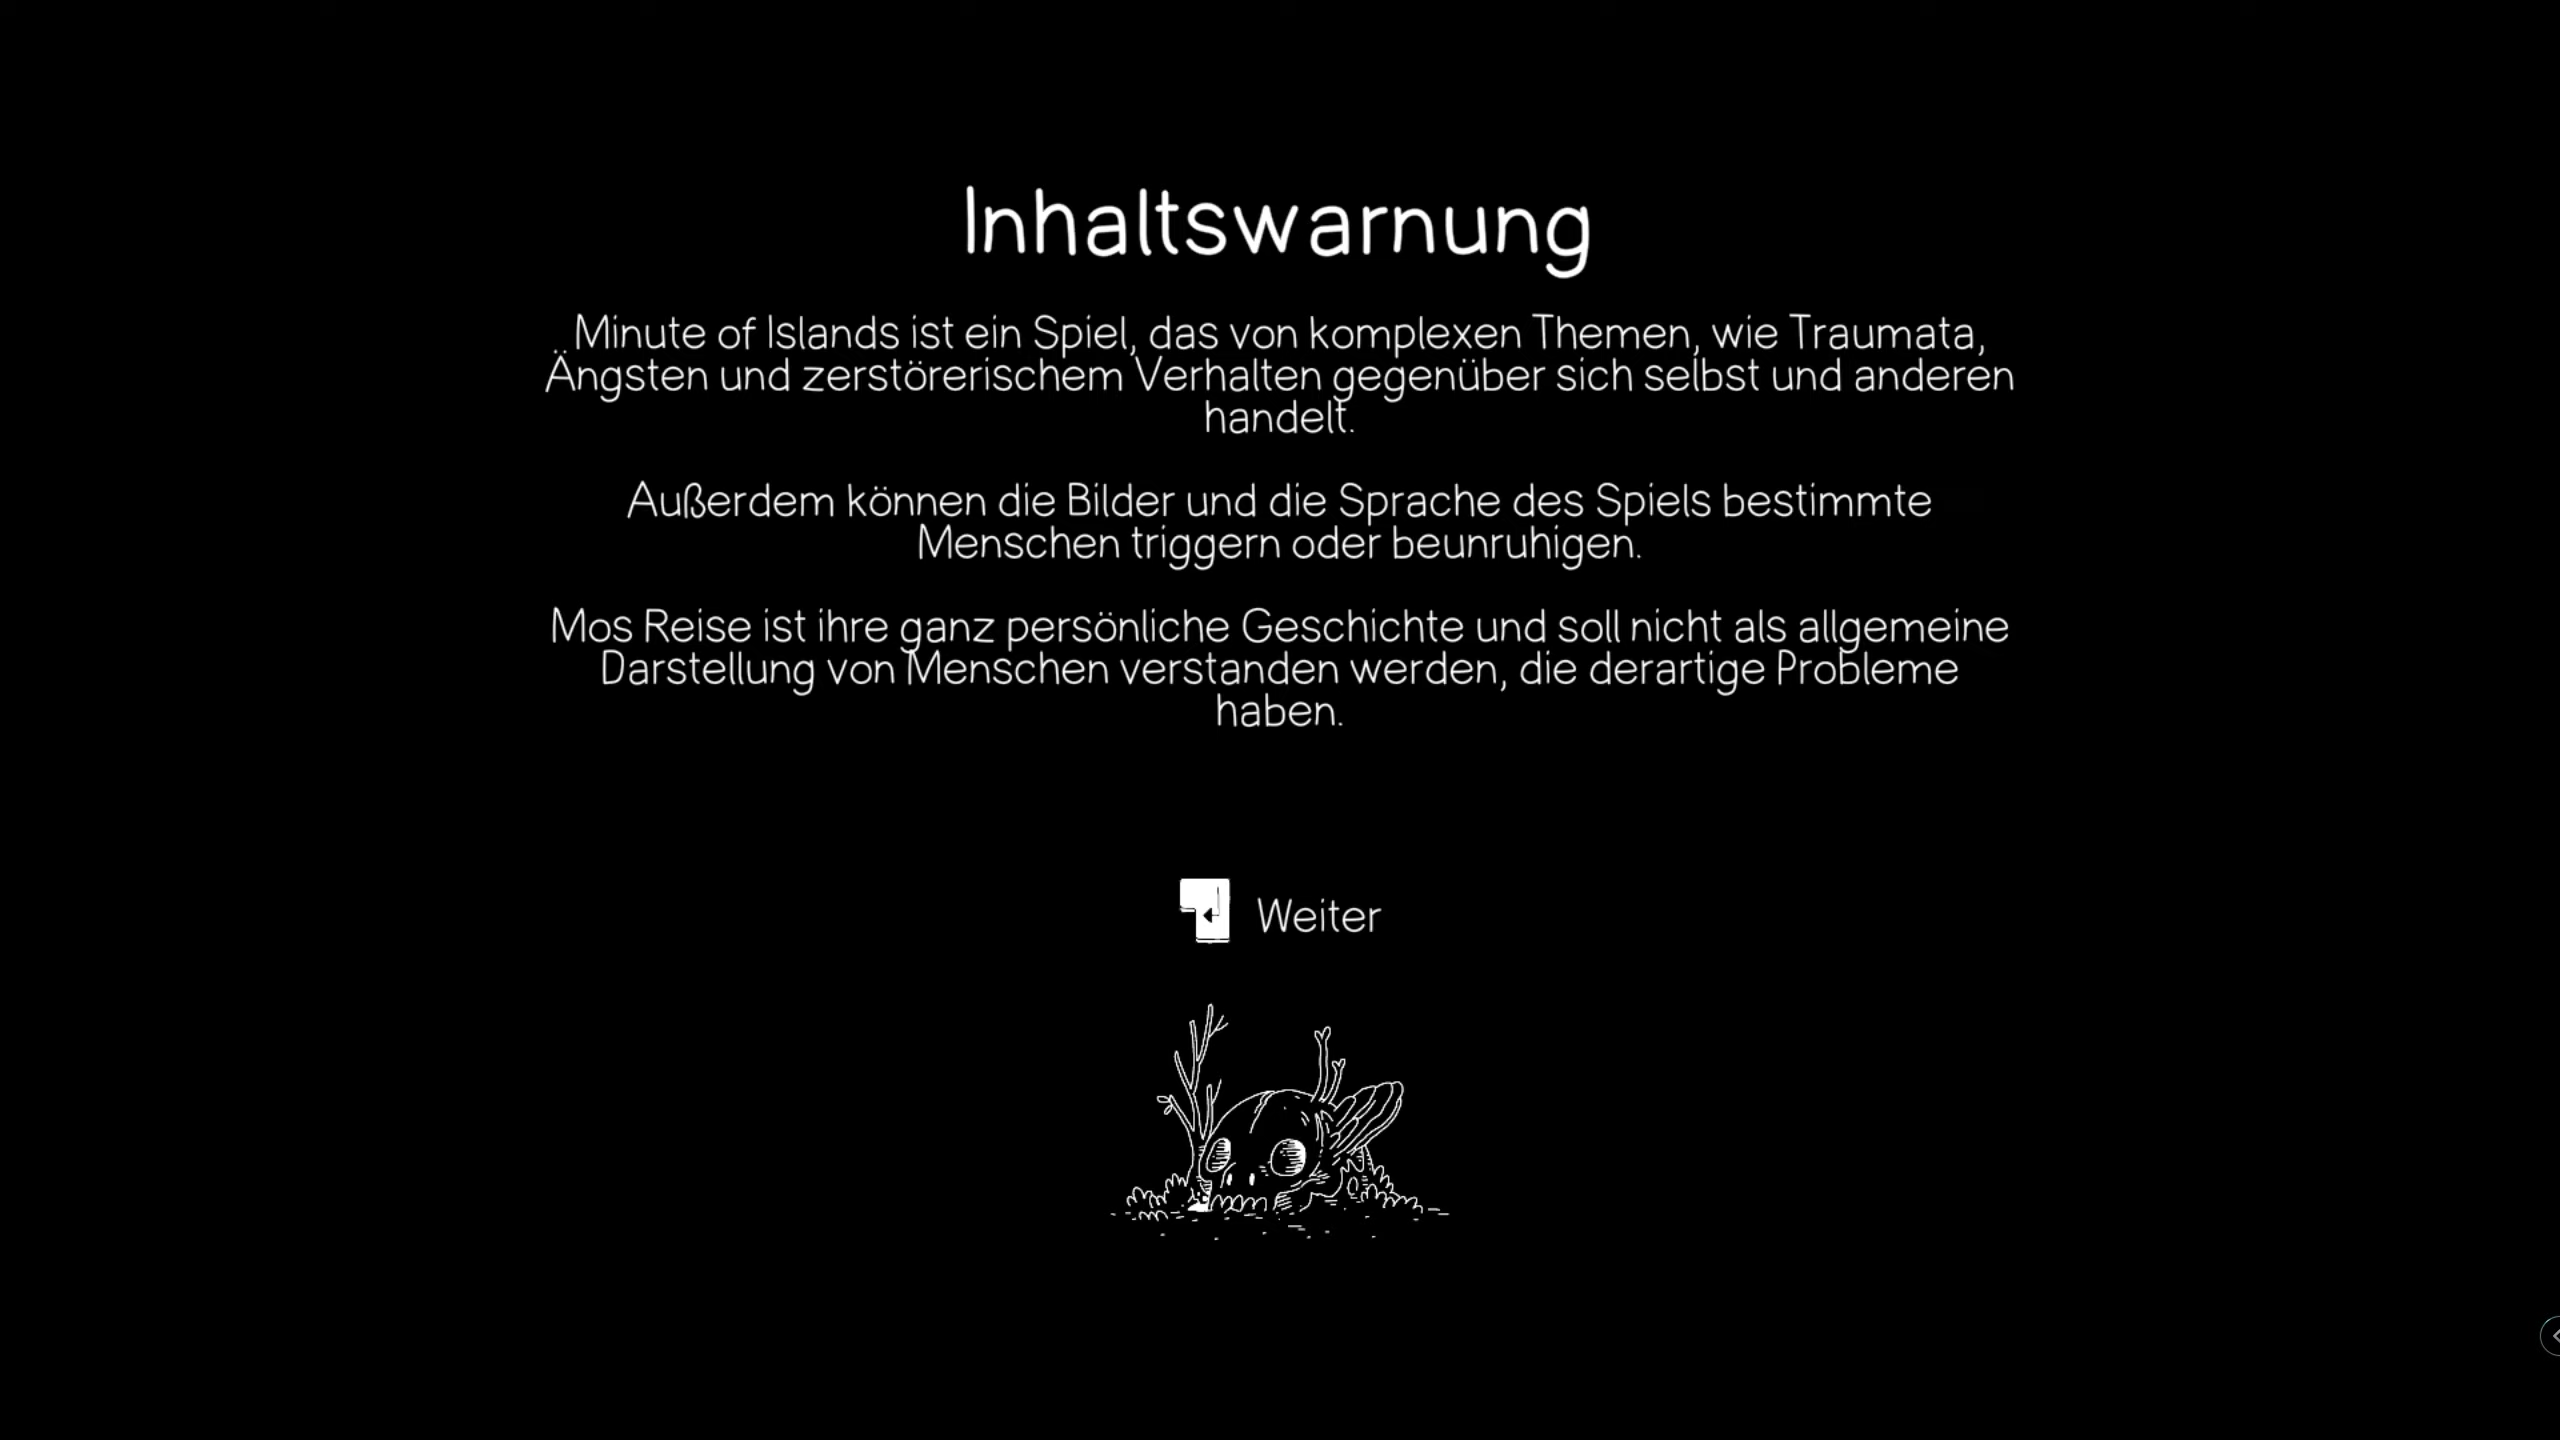 Inhaltswarnung
Minute of Islands ist ein Spiel, das von komplexen Themen, wie Traumata,
Ängsten und zerstörerischem Verhalten gegenüber sich selbst und anderen
handelt.
Außerdem können die Bilder und die Sprache des Spiels bestimmte
Menschen triggern oder beunruhigen.
Mos Reise ist ihre ganz persönliche Geschichte und soll nicht als allgemeine
Darstellung von Menschen verstanden werden, die derartige Probleme
haben.
Weiter